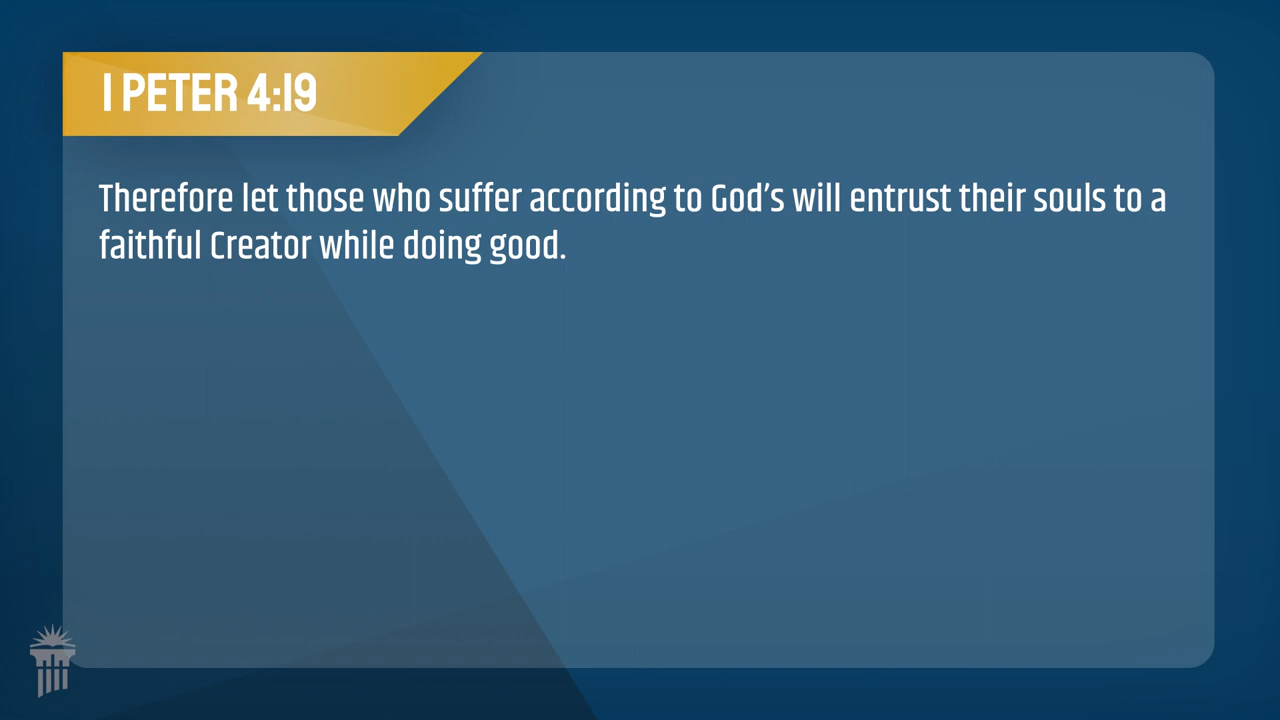 I PETER 4:19
Therefore let those who suffer according to God’s will entrust their souls to a
faithful Creator while doing good.